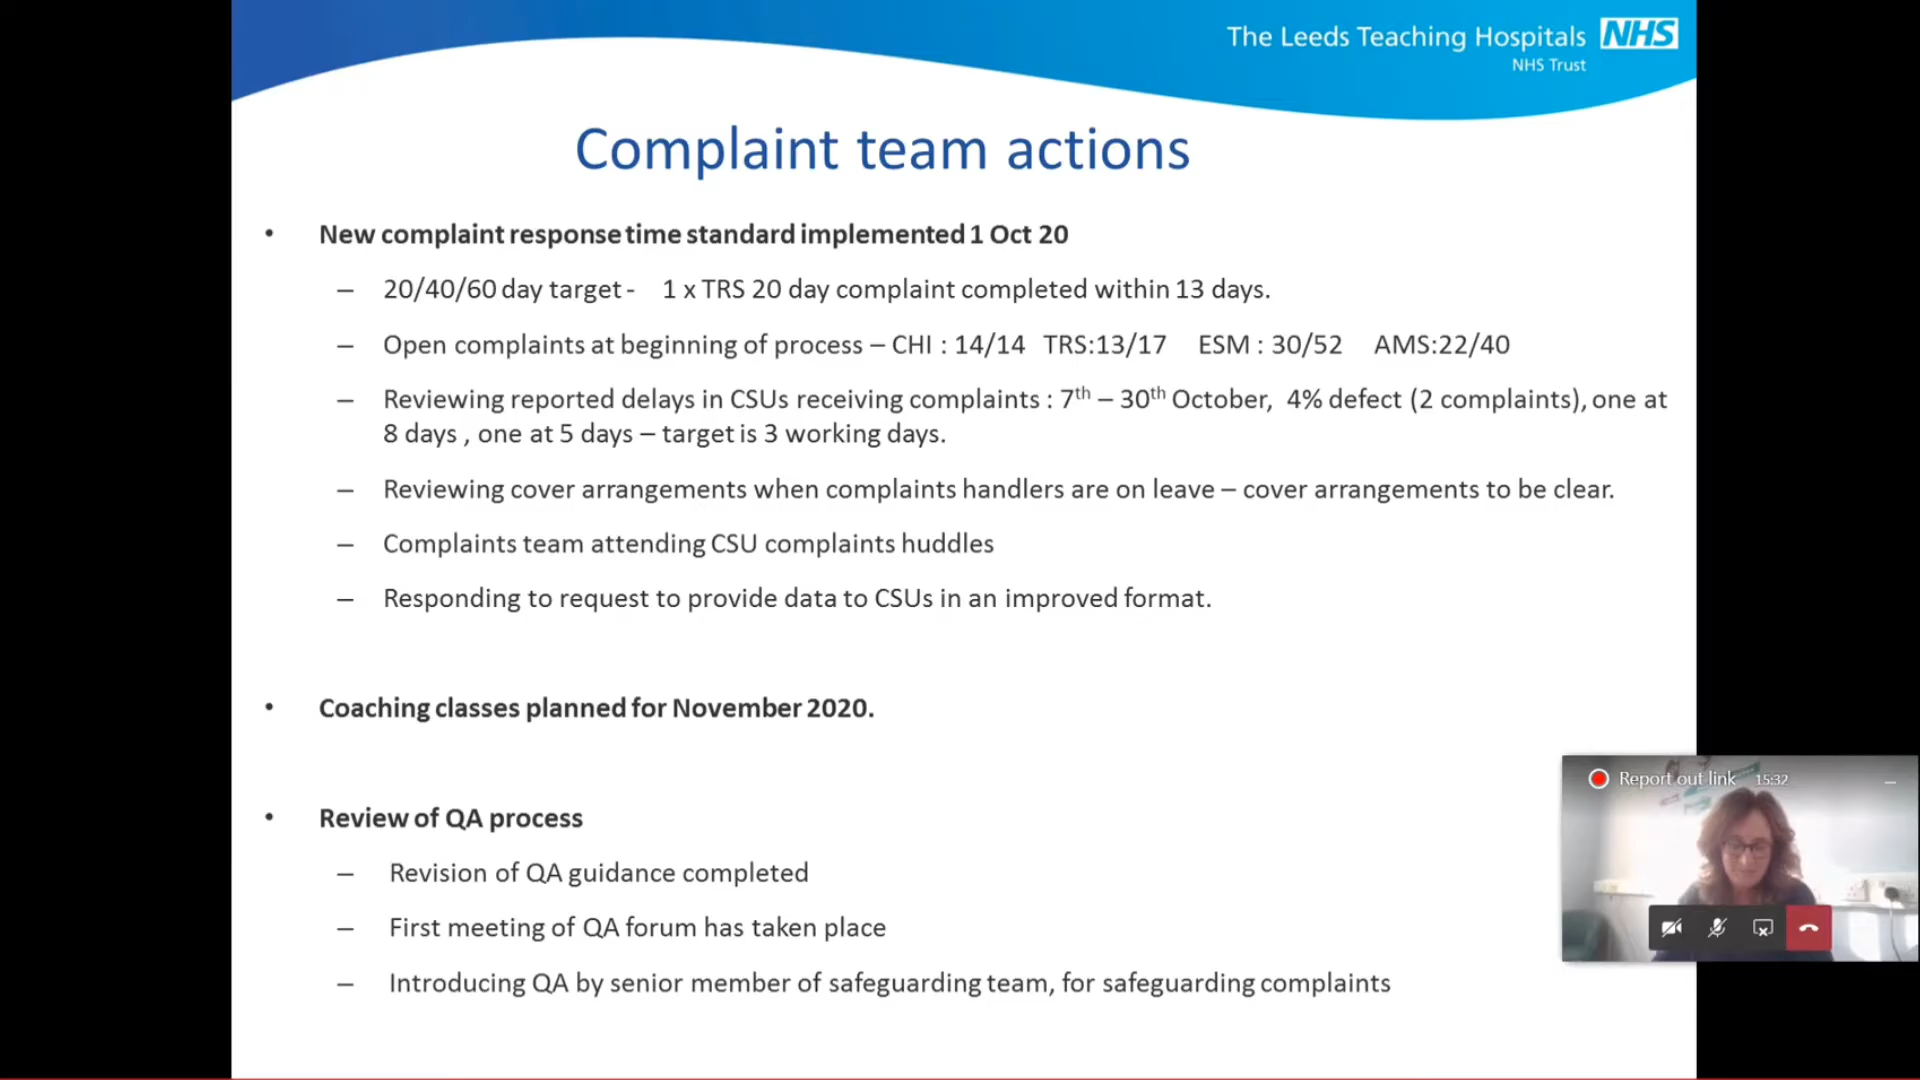 The Leeds Teaching Hospitals NHS
NHS Trust
Complaint team actions
• New complaint response time standard implemented 1 Oct 20
– 20/40/60 day target - 1 x TRS 20 day complaint completed within 13 days.
– Open complaints at beginning of process – CHI : 14/14 TRS:13/17 ESM : 30/52 AMS:22/40
– Reviewing reported delays in CSUs receiving complaints : 7th – 30th October, 4% defect (2 complaints), one at
8 days , one at 5 days – target is 3 working days.
– Reviewing cover arrangements when complaints handlers are on leave – cover arrangements to be clear.
– Complaints team attending CSU complaints huddles
– Responding to request to provide data to CSUs in an improved format.
• Coaching classes planned for November 2020.
• Review of QA process
– Revision of QA guidance completed
– First meeting of QA forum has taken place
– Introducing QA by senior member of safeguarding team, for safeguarding complaints
Report out link 15:32